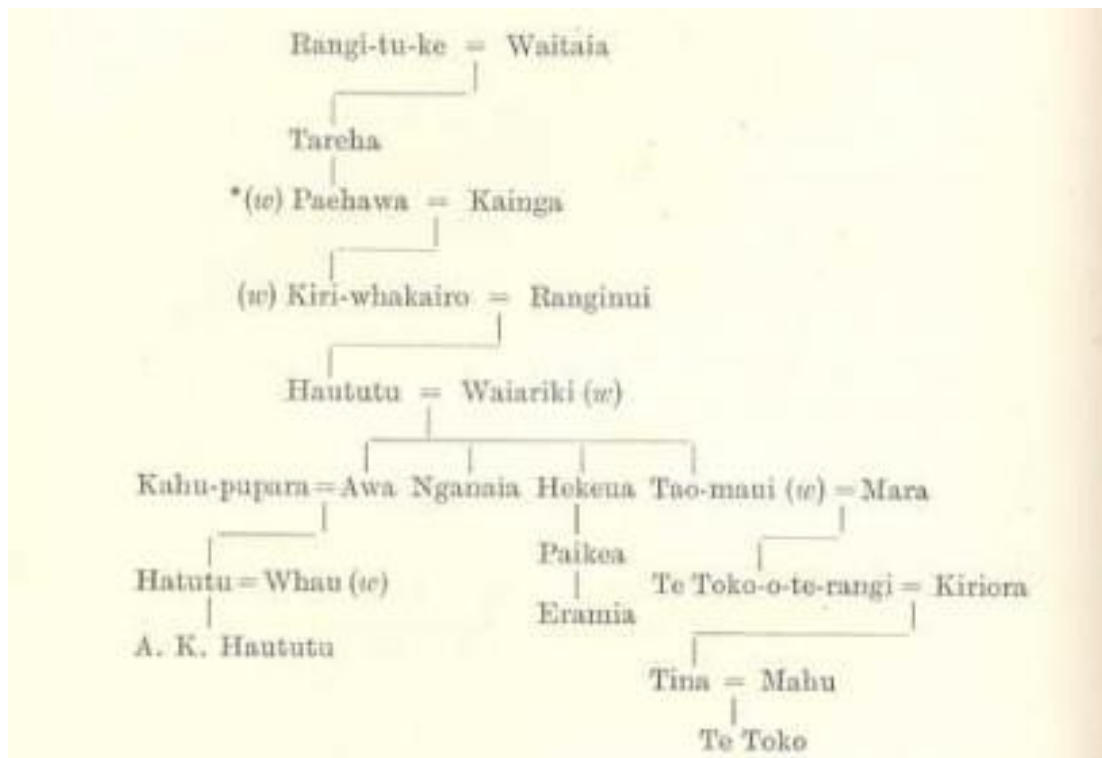 Rangi-tu-ke = Waitaia
Tareha
*(w) Paehawa = Kainga
(w) Kiri-whakairo = Ranginui
Haututu = Waiariki (w)
Kahu-pupara = Awa Nganaia Hekeua Tao-maui (w) = Mara
Paikea
Hatutu = Whau (w) Te Toko-o-te-rangi = Kiriora
Eramia
A. K. Haututu
Tina = Mahu
Te Toko